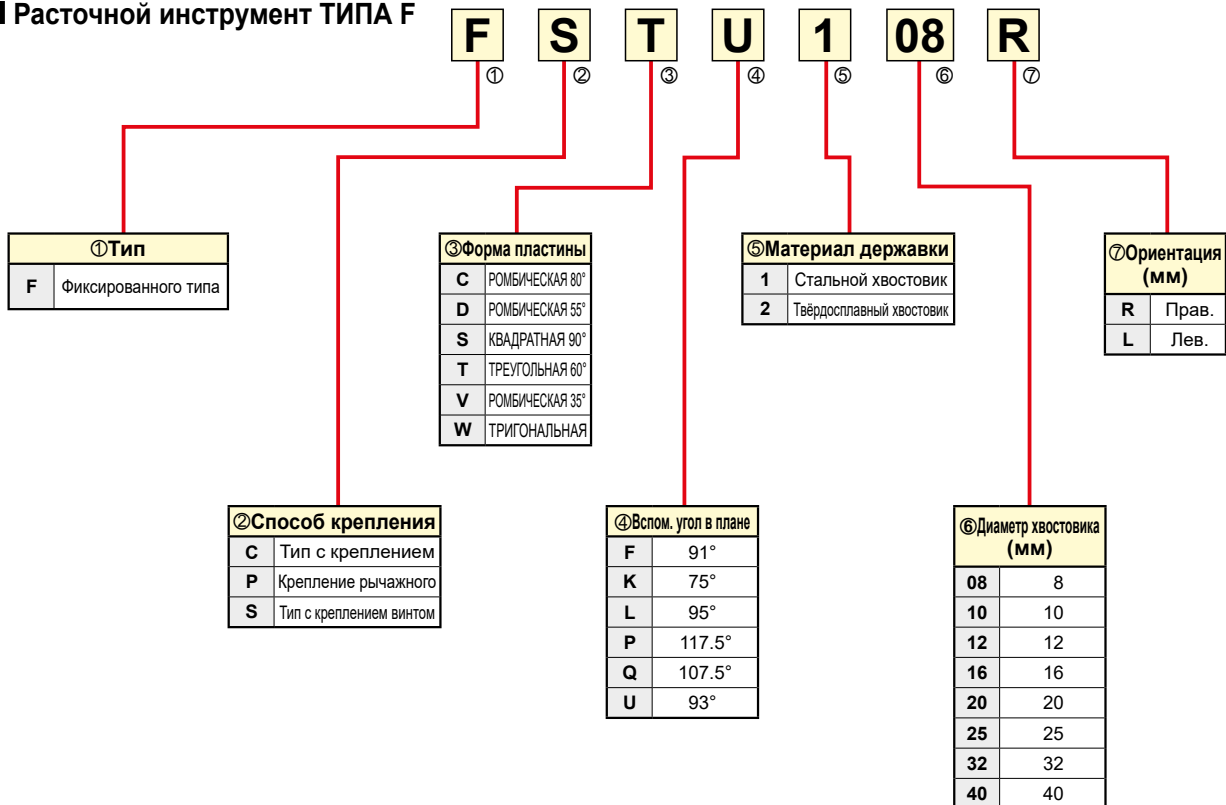 Расточной инструмент ТИПА F
F S T U 1 08 R
① ② ③ ④ ⑤ ⑥ ⑦
①Тип
F Фиксированного типа
③Форма пластины
C РОМБИЧЕСКАЯ 80°
D РОМБИЧЕСКАЯ 55°
S КВАДРАТНАЯ 90°
T ТРЕУГОЛЬНАЯ 60°
V РОМБИЧЕСКАЯ 35°
W ТРИГОНАЛЬНАЯ
⑤Материал державки
1 Стальной хвостовик
2 Твёрдосплавный хвостовик
⑦Ориентация
(мм)
R Прав.
L Лев.
②Способ крепления
C Тип с креплением
P Крепление рычажного
S Тип с креплением винтом
④Вспом. угол в плане
F 91°
K 75°
L 95°
P 117.5°
Q 107.5°
U 93°
⑥Диаметр хвостовика
(мм)
08 8
10 10
12 12
16 16
20 20
25 25
32 32
40 40